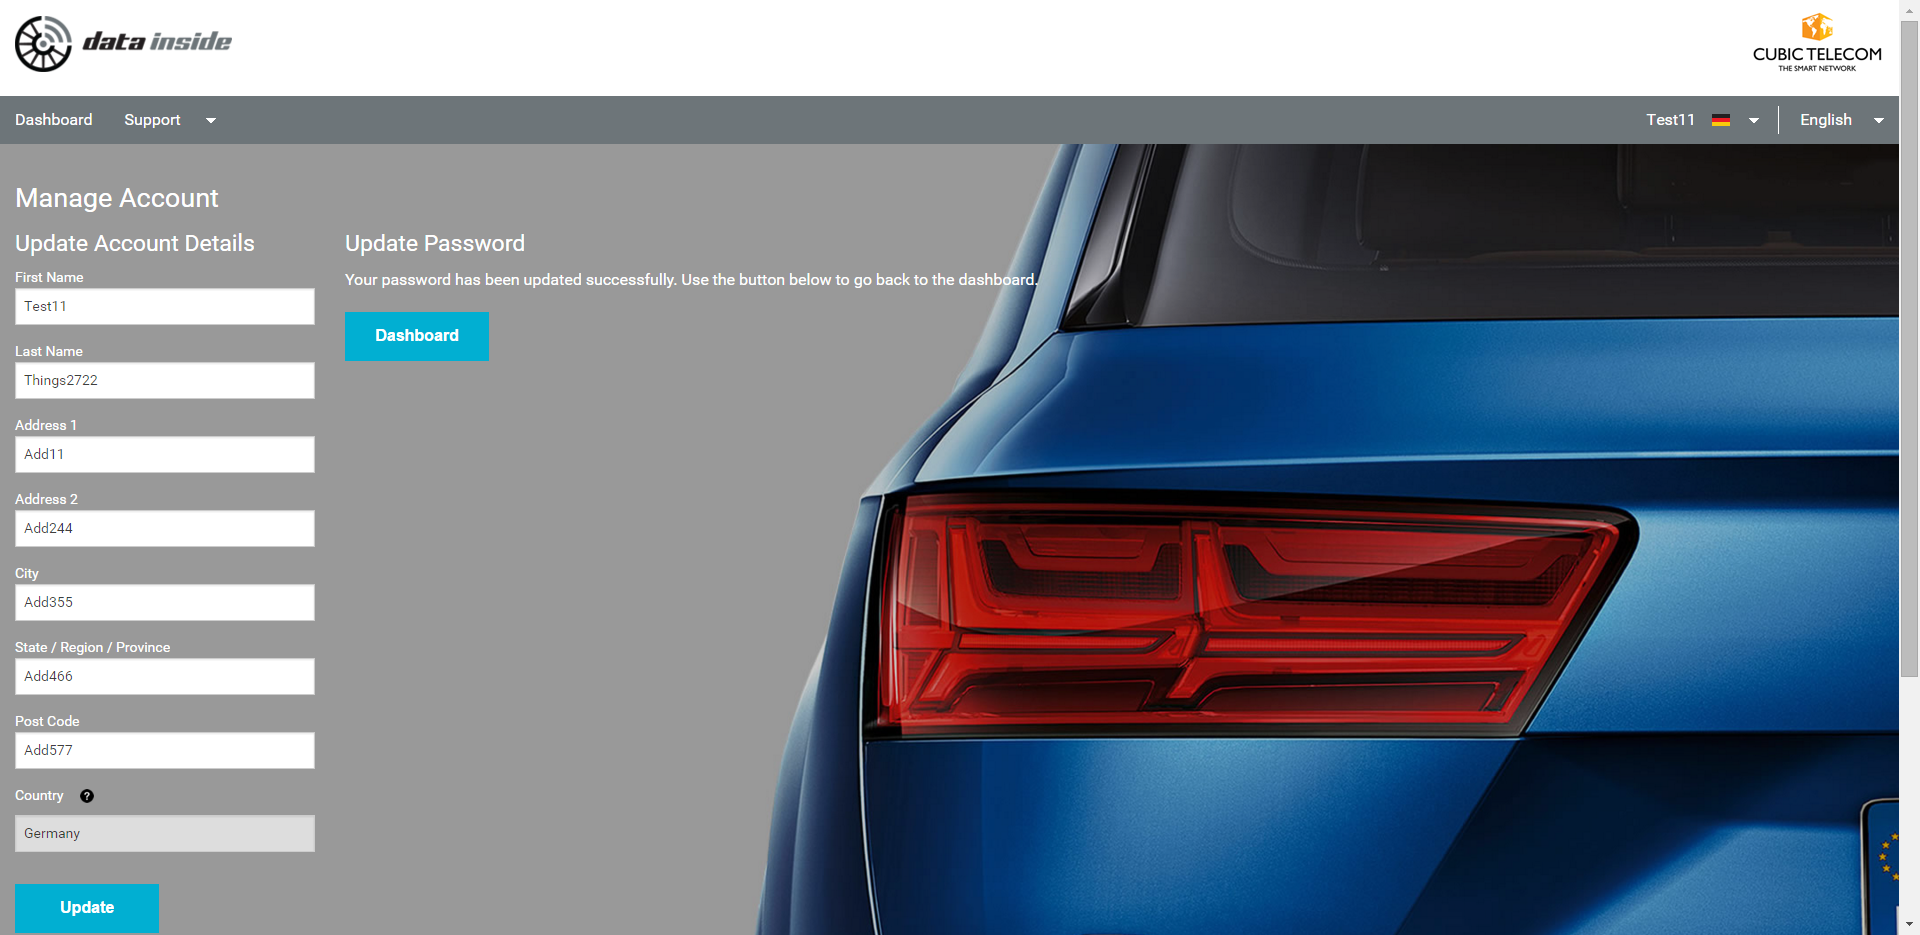 data inside
CUBIC TELECOM
THE SMART NETWORK
Dashboard
Support
Test11
English
Manage Account
Update Account Details
First Name
Test11
Last Name
Things2722
Address 1
Add11
Address 2
Add244
City
Add355
State / Region / Province
Add466
Post Code
Add577
Country ?
Germany
Update
Update Password
Your password has been updated successfully. Use the button below to go back to the dashboard.
Dashboard